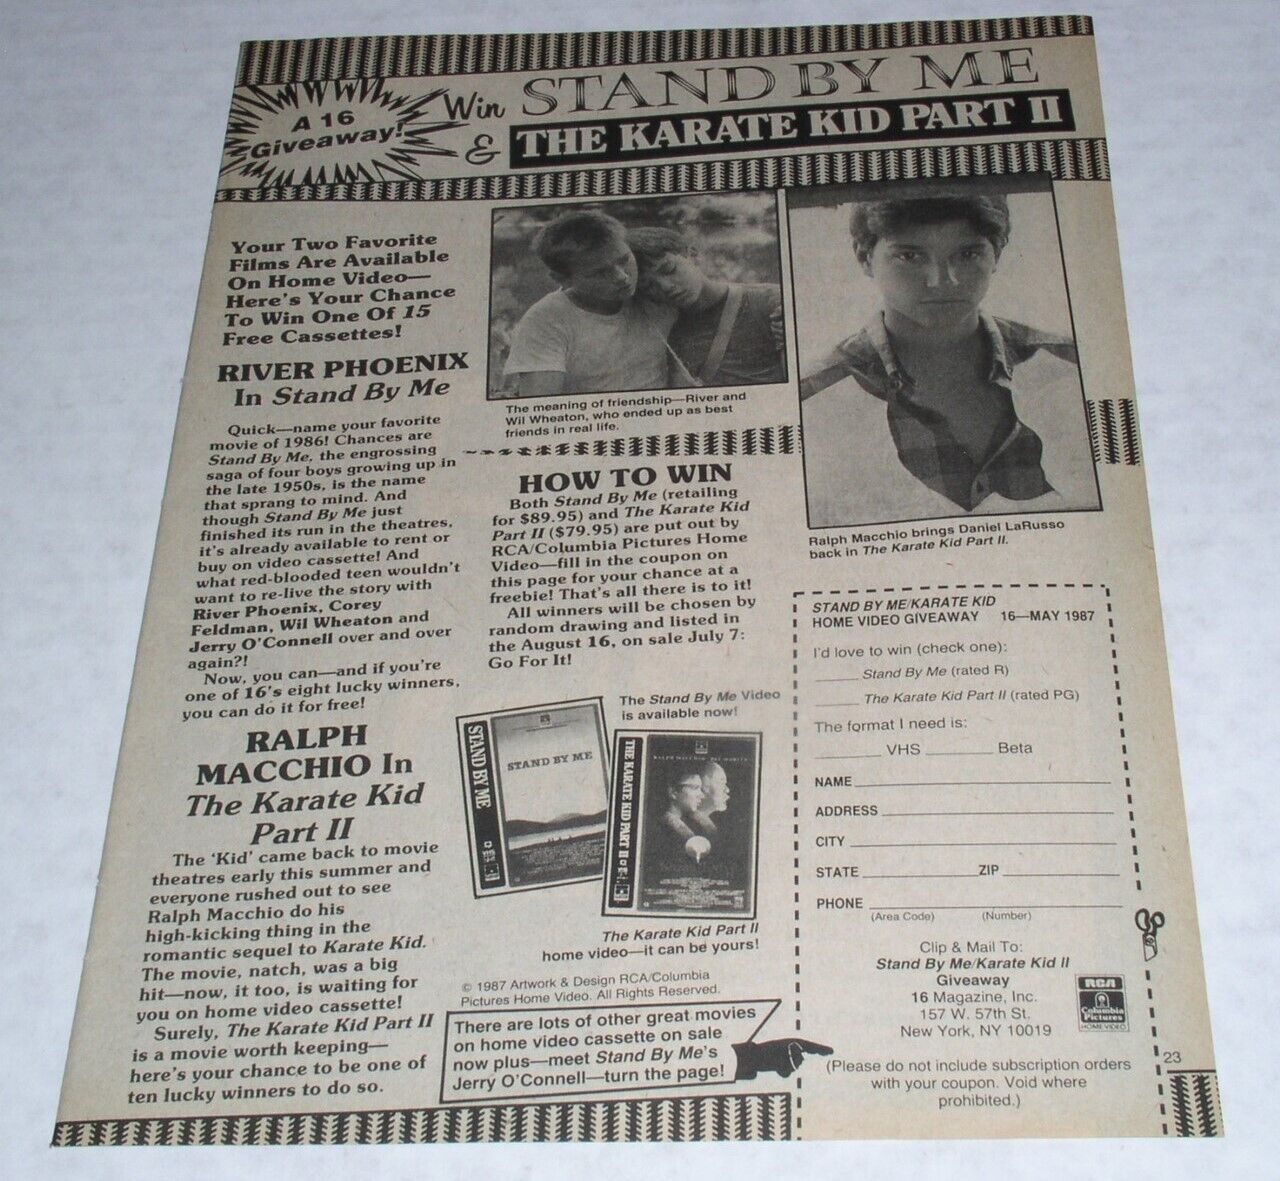 A 16
Giveaway!
Win STAND BY ME
& THE KARATE KID PART II
Your Two Favorite
Films Are Available
On Home Video—
Here's Your Chance
To Win One Of 15
Free Cassettes!
RIVER PHOENIX
In Stand By Me
Quick—name your favorite
movie of 1986! Chances are
Stand By Me, the engrossing
saga of four boys growing up in
the late 1950s, is the name
that sprang to mind. And
though Stand By Me just
finished its run in the theatres,
it's already available to rent or
buy on video cassette! And
what red-blooded teen wouldn't
want to re-live the story with
River Phoenix, Corey
Feldman, Wil Wheaton and
Jerry O'Connell over and over
again?!
Now, you can—and if you're
one of 16's eight lucky winners,
you can do it for free!
RALPH
MACCHIO In
The Karate Kid
Part II
The 'Kid' came back to movie
theatres early this summer and
everyone rushed out to see
Ralph Macchio do his
high-kicking thing in the
romantic sequel to Karate Kid.
The movie, natch, was a big
hit—now, it too, is waiting for
you on home video cassette!
Surely, The Karate Kid Part II
is a movie worth keeping—
here's your chance to be one of
ten lucky winners to do so.
The meaning of friendship—River and
Wil Wheaton, who ended up as best
friends in real life.
HOW TO WIN
Both Stand By Me (retailing
for $89.95) and The Karate Kid
Part II ($79.95) are put out by
RCA/Columbia Pictures Home
Video—fill in the coupon on
this page for your chance at a
freebie! That's all there is to it!
All winners will be chosen by
random drawing and listed in
the August 16, on sale July 7:
Go For It!
The Stand By Me Video
is available now!
STAND BY ME
STAND BY ME
THE KARATE KID PART II
RALPH MACCHIO PAT MORITA
The Karate Kid Part II
home video—it can be yours!
© 1987 Artwork & Design RCA/Columbia
Pictures Home Video. All Rights Reserved.
There are lots of other great movies
on home video cassette on sale
now plus—meet Stand By Me's
Jerry O'Connell—turn the page!
Ralph Macchio brings Daniel LaRusso
back in The Karate Kid Part II.
STAND BY ME/KARATE KID
HOME VIDEO GIVEAWAY 16—MAY 1987
I'd love to win (check one):
Stand By Me (rated R)
The Karate Kid Part II (rated PG)
The format I need is:
VHS Beta
NAME
ADDRESS
CITY
STATE ZIP
PHONE
(Area Code) (Number)
Clip & Mail To:
Stand By Me/Karate Kid II
Giveaway
16 Magazine, Inc.
157 W. 57th St.
New York, NY 10019
RCA
Columbia
Pictures
HOME VIDEO
(Please do not include subscription orders
with your coupon. Void where
prohibited.)
23